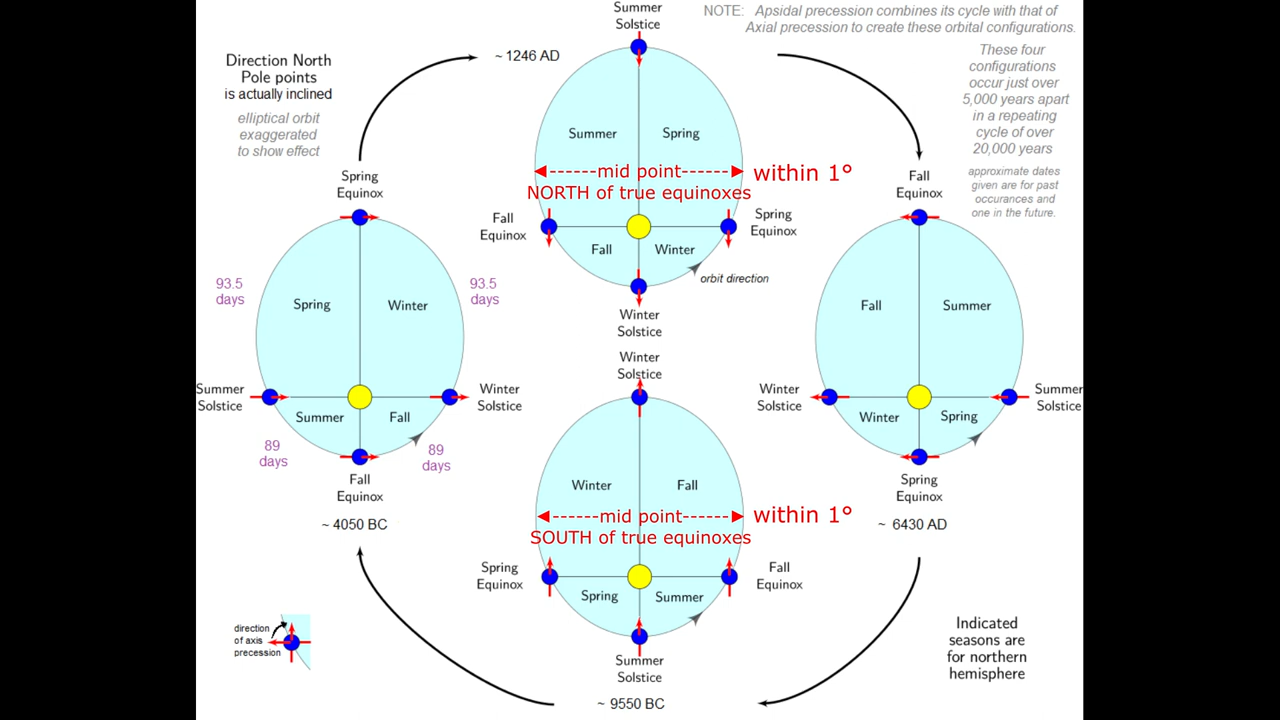 NOTE: Apsidal precession combines its cycle with that of
Axial precession to create these orbital configurations.
These four
configurations
occur just over
5,000 years apart
in a repeating
cycle of over
20,000 years
approximate dates
given are for past
occurances and
one in the future.
Direction North
Pole points
is actually inclined
elliptical orbit
exaggerated
to show effect
Summer
Solstice
~ 1246 AD
Summer
Spring
◄------mid point------► within 1°
NORTH of true equinoxes
Fall
Equinox
Spring
Equinox
Fall
Winter
orbit direction
Winter
Solstice
Spring
Equinox
93.5
days
93.5
days
Spring
Winter
Summer
Solstice
Winter
Solstice
Summer
Fall
89
days
89
days
Fall
Equinox
~ 4050 BC
Fall
Equinox
Fall
Summer
Winter
Solstice
Summer
Solstice
Winter
Spring
Spring
Equinox
~ 6430 AD
Winter
Solstice
Winter
Fall
◄------mid point------► within 1°
SOUTH of true equinoxes
Spring
Equinox
Fall
Equinox
Spring
Summer
Summer
Solstice
~ 9550 BC
direction
of axis
precession
Indicated
seasons are
for northern
hemisphere